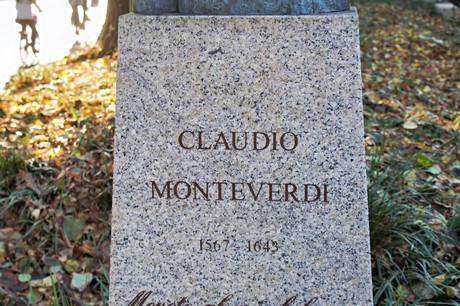 CLAUDIO
MONTEVERDI
1567 - 1643